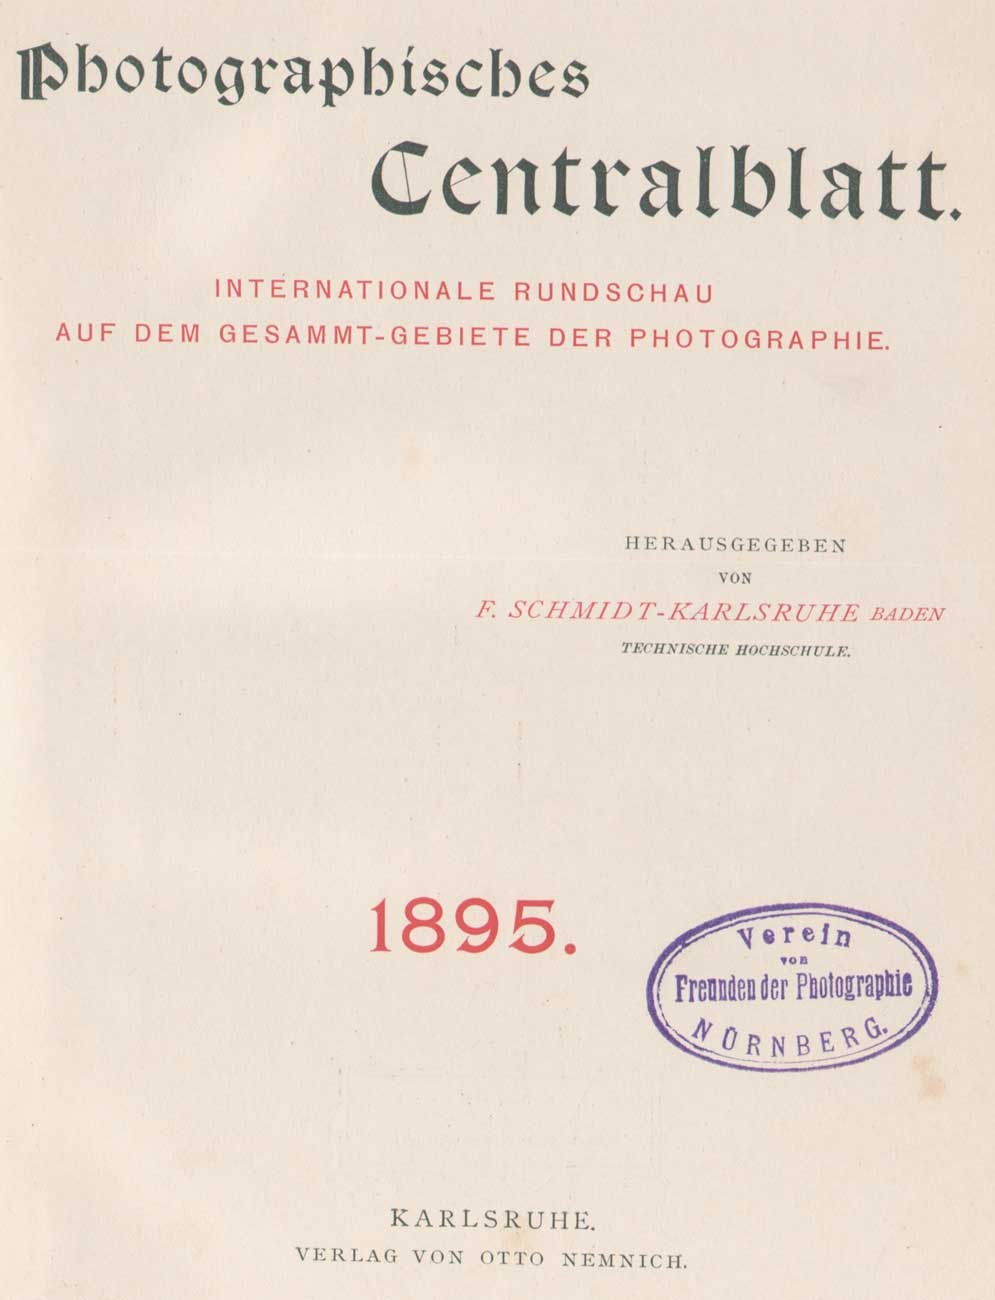 Photographisches
Centralblatt.
INTERNATIONALE RUNDSCHAU
AUF DEM GESAMMT-GEBIETE DER PHOTOGRAPHIE.
HERAUSGEGEBEN
VON
F. SCHMIDT-KARLSRUHE BADEN
TECHNISCHE HOCHSCHULE.
1895.
Verein
von
Freunden der Photographie
NÜRNBERG.
KARLSRUHE.
VERLAG VON OTTO NEMNICH.